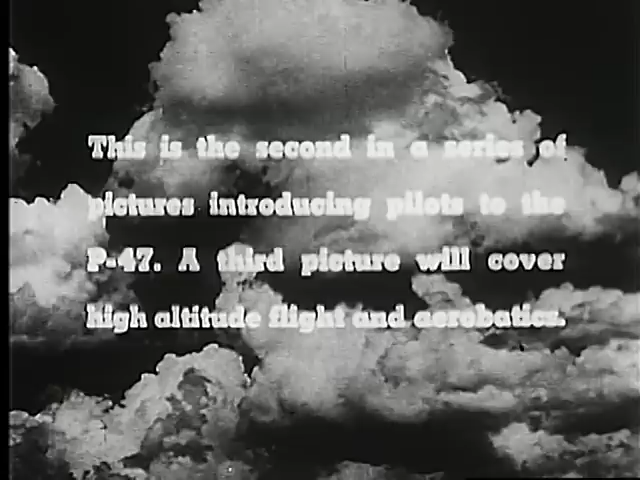 This is the second in a series of
pictures introducing pilots to the
P-47. A third picture will cover
high altitude flight and aerobatics.